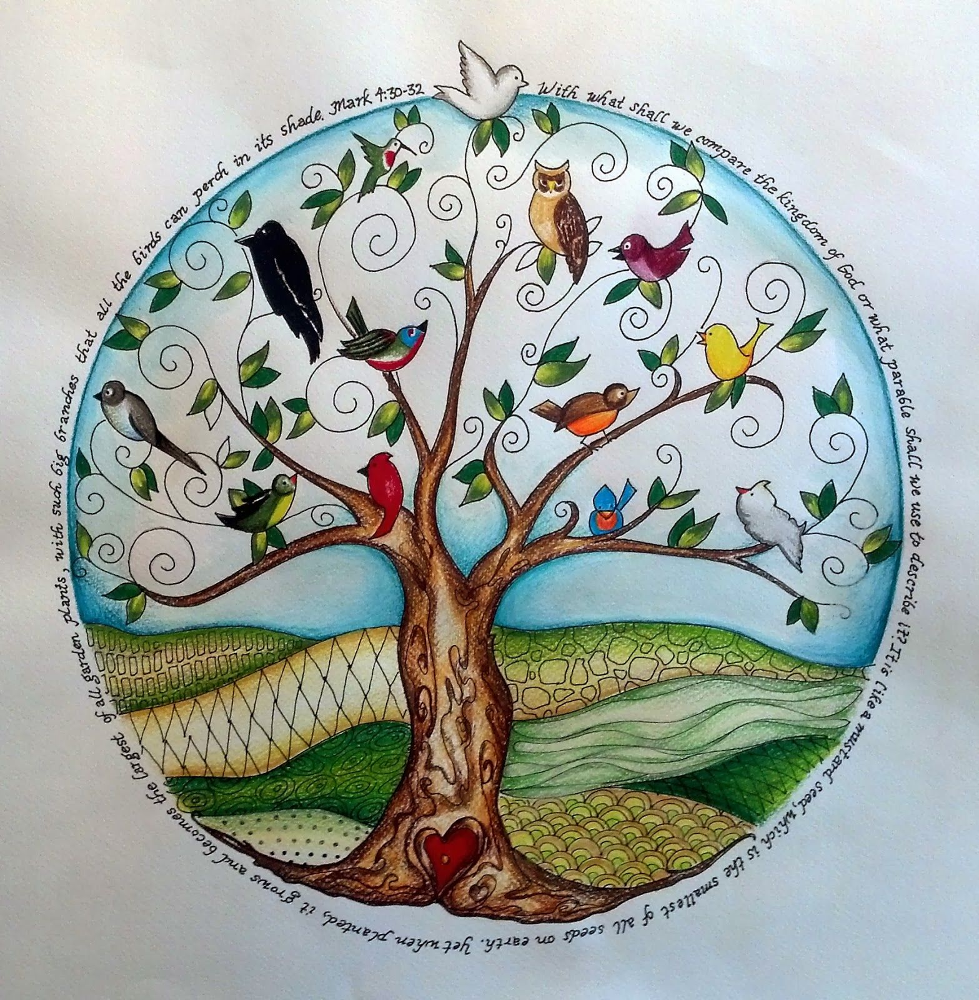 With what shall we compare the kingdom of God or what parable shall we use to describe it? It is like a mustard seed, which is the smallest of all seeds on earth. Yet when planted, it grows and becomes the largest of all garden plants, with such big branches that all the birds can perch in its shade. Mark 4:30-32